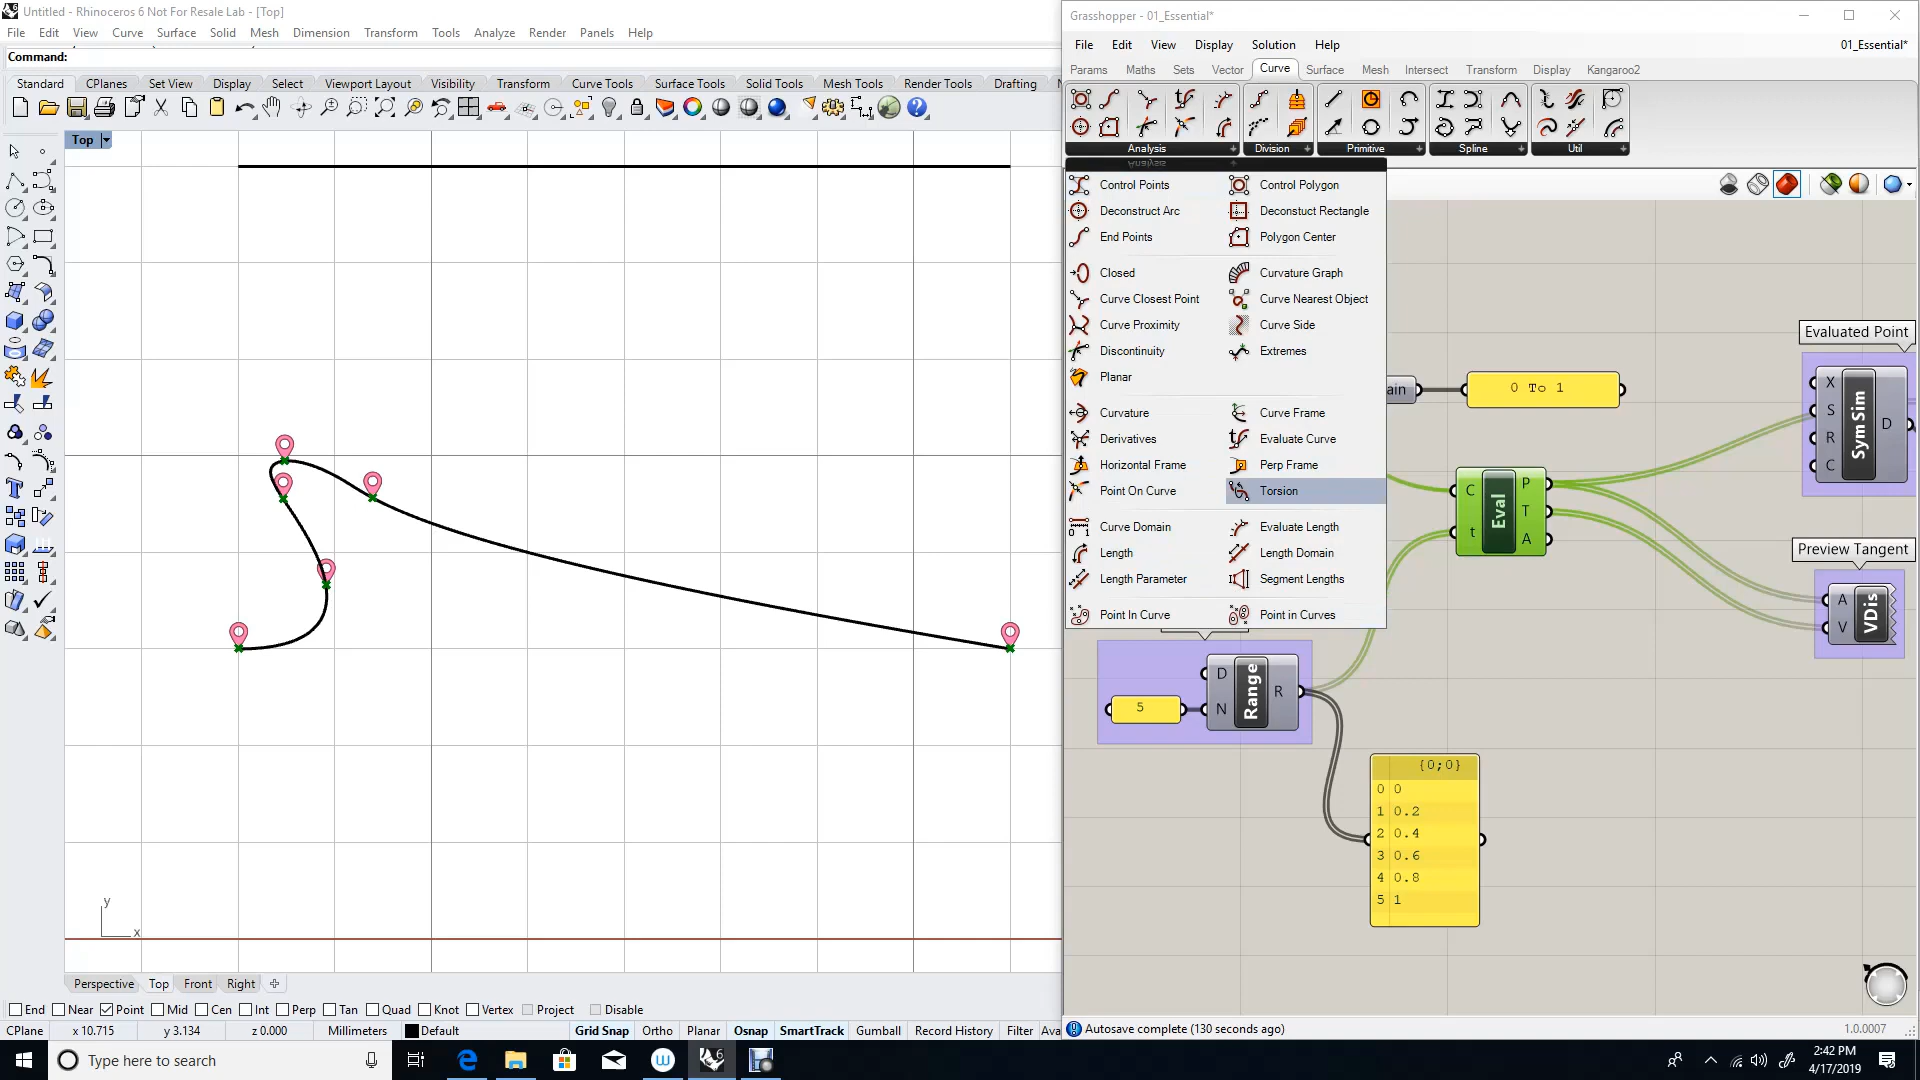 Untitled - Rhinoceros 6 Not For Resale Lab - [Top]
File Edit View Curve Surface Solid Mesh Dimension Transform Tools Analyze Render Panels Help
Command:
Standard CPlanes Set View Display Select Viewport Layout Visibility Transform Curve Tools Surface Tools Solid Tools Mesh Tools Render Tools Drafting
Top
y
x
Perspective Top Front Right
End Near Point Mid Cen Int Perp Tan Quad Knot Vertex Project Disable
CPlane x 10.715 y 3.134 z 0.000 Millimeters Default Grid Snap Ortho Planar Osnap SmartTrack Gumball Record History Filter Ava
Grasshopper - 01_Essential*
File Edit View Display Solution Help
01_Essential*
Params Maths Sets Vector Curve Surface Mesh Intersect Transform Display Kangaroo2
Analysis Division Primitive Spline Util
Control Points Control Polygon
Deconstruct Arc Deconstuct Rectangle
End Points Polygon Center
Closed Curvature Graph
Curve Closest Point Curve Nearest Object
Curve Proximity Curve Side
Discontinuity Extremes
Planar
Curvature Curve Frame
Derivatives Evaluate Curve
Horizontal Frame Perp Frame
Point On Curve Torsion
Curve Domain Evaluate Length
Length Length Domain
Length Parameter Segment Lengths
Point In Curve Point in Curves
ain
0 To 1
Evaluated Point
X
S
R
C
SymSim
D
C
t
Eval
P
T
A
Preview Tangent
A
V
VDis
5
D
N
Range
R
{0;0}
0 0
1 0.2
2 0.4
3 0.6
4 0.8
5 1
Autosave complete (130 seconds ago)
1.0.0007
Type here to search
2:42 PM
4/17/2019